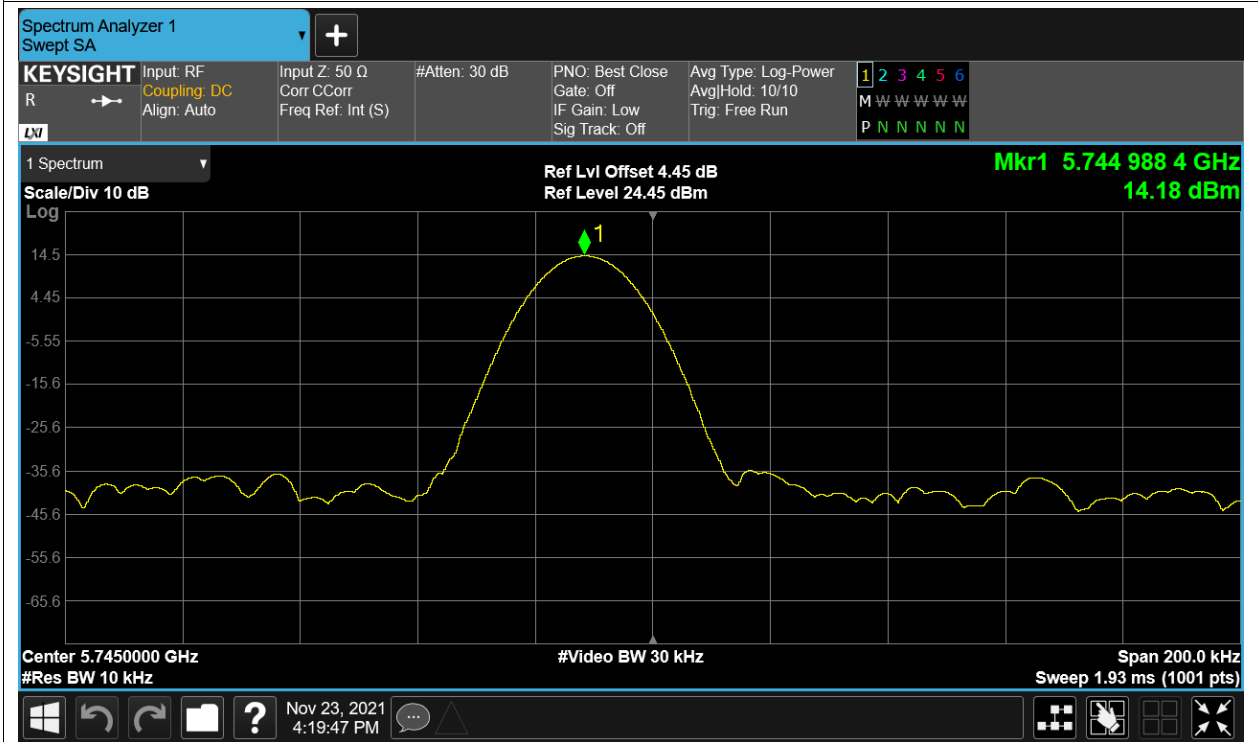 Spectrum Analyzer 1
Swept SA
KEYSIGHT
R
LXI
Input: RF
Coupling: DC
Align: Auto
Input Z: 50 Ω
Corr CCorr
Freq Ref: Int (S)
#Atten: 30 dB
PNO: Best Close
Gate: Off
IF Gain: Low
Sig Track: Off
Avg Type: Log-Power
Avg|Hold: 10/10
Trig: Free Run
1 2 3 4 5 6
M W W W W W
P N N N N N
1 Spectrum
Scale/Div 10 dB
Log
Ref Lvl Offset 4.45 dB
Ref Level 24.45 dBm
Mkr1 5.744 988 4 GHz
14.18 dBm
1
14.5
4.45
-5.55
-15.6
-25.6
-35.6
-45.6
-55.6
-65.6
Center 5.7450000 GHz
#Video BW 30 kHz
Span 200.0 kHz
#Res BW 10 kHz
Sweep 1.93 ms (1001 pts)
?
Nov 23, 2021
4:19:47 PM